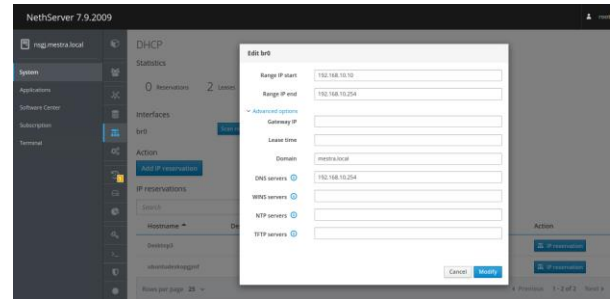 NethServer 7.9.2009
nsgj.mestra.local
System
Applications
Software Center
Subscription
Terminal
DHCP
Statistics
0 Reservations 2 Leases
Interfaces
br0
Action
Add IP reservation
IP reservations
Search
Hostname
Desktop3
Rows per page 25
Edit br0
Range IP start 192.168.10.10
Range IP end 192.168.10.254
Advanced options
Gateway IP
Lease time
Domain mestra.local
DNS servers 192.168.10.254
WINS servers
NTP servers
TFTP servers
Cancel Modify
Action
IP reservation
IP reservation
Previous 1-2 of 2 Next